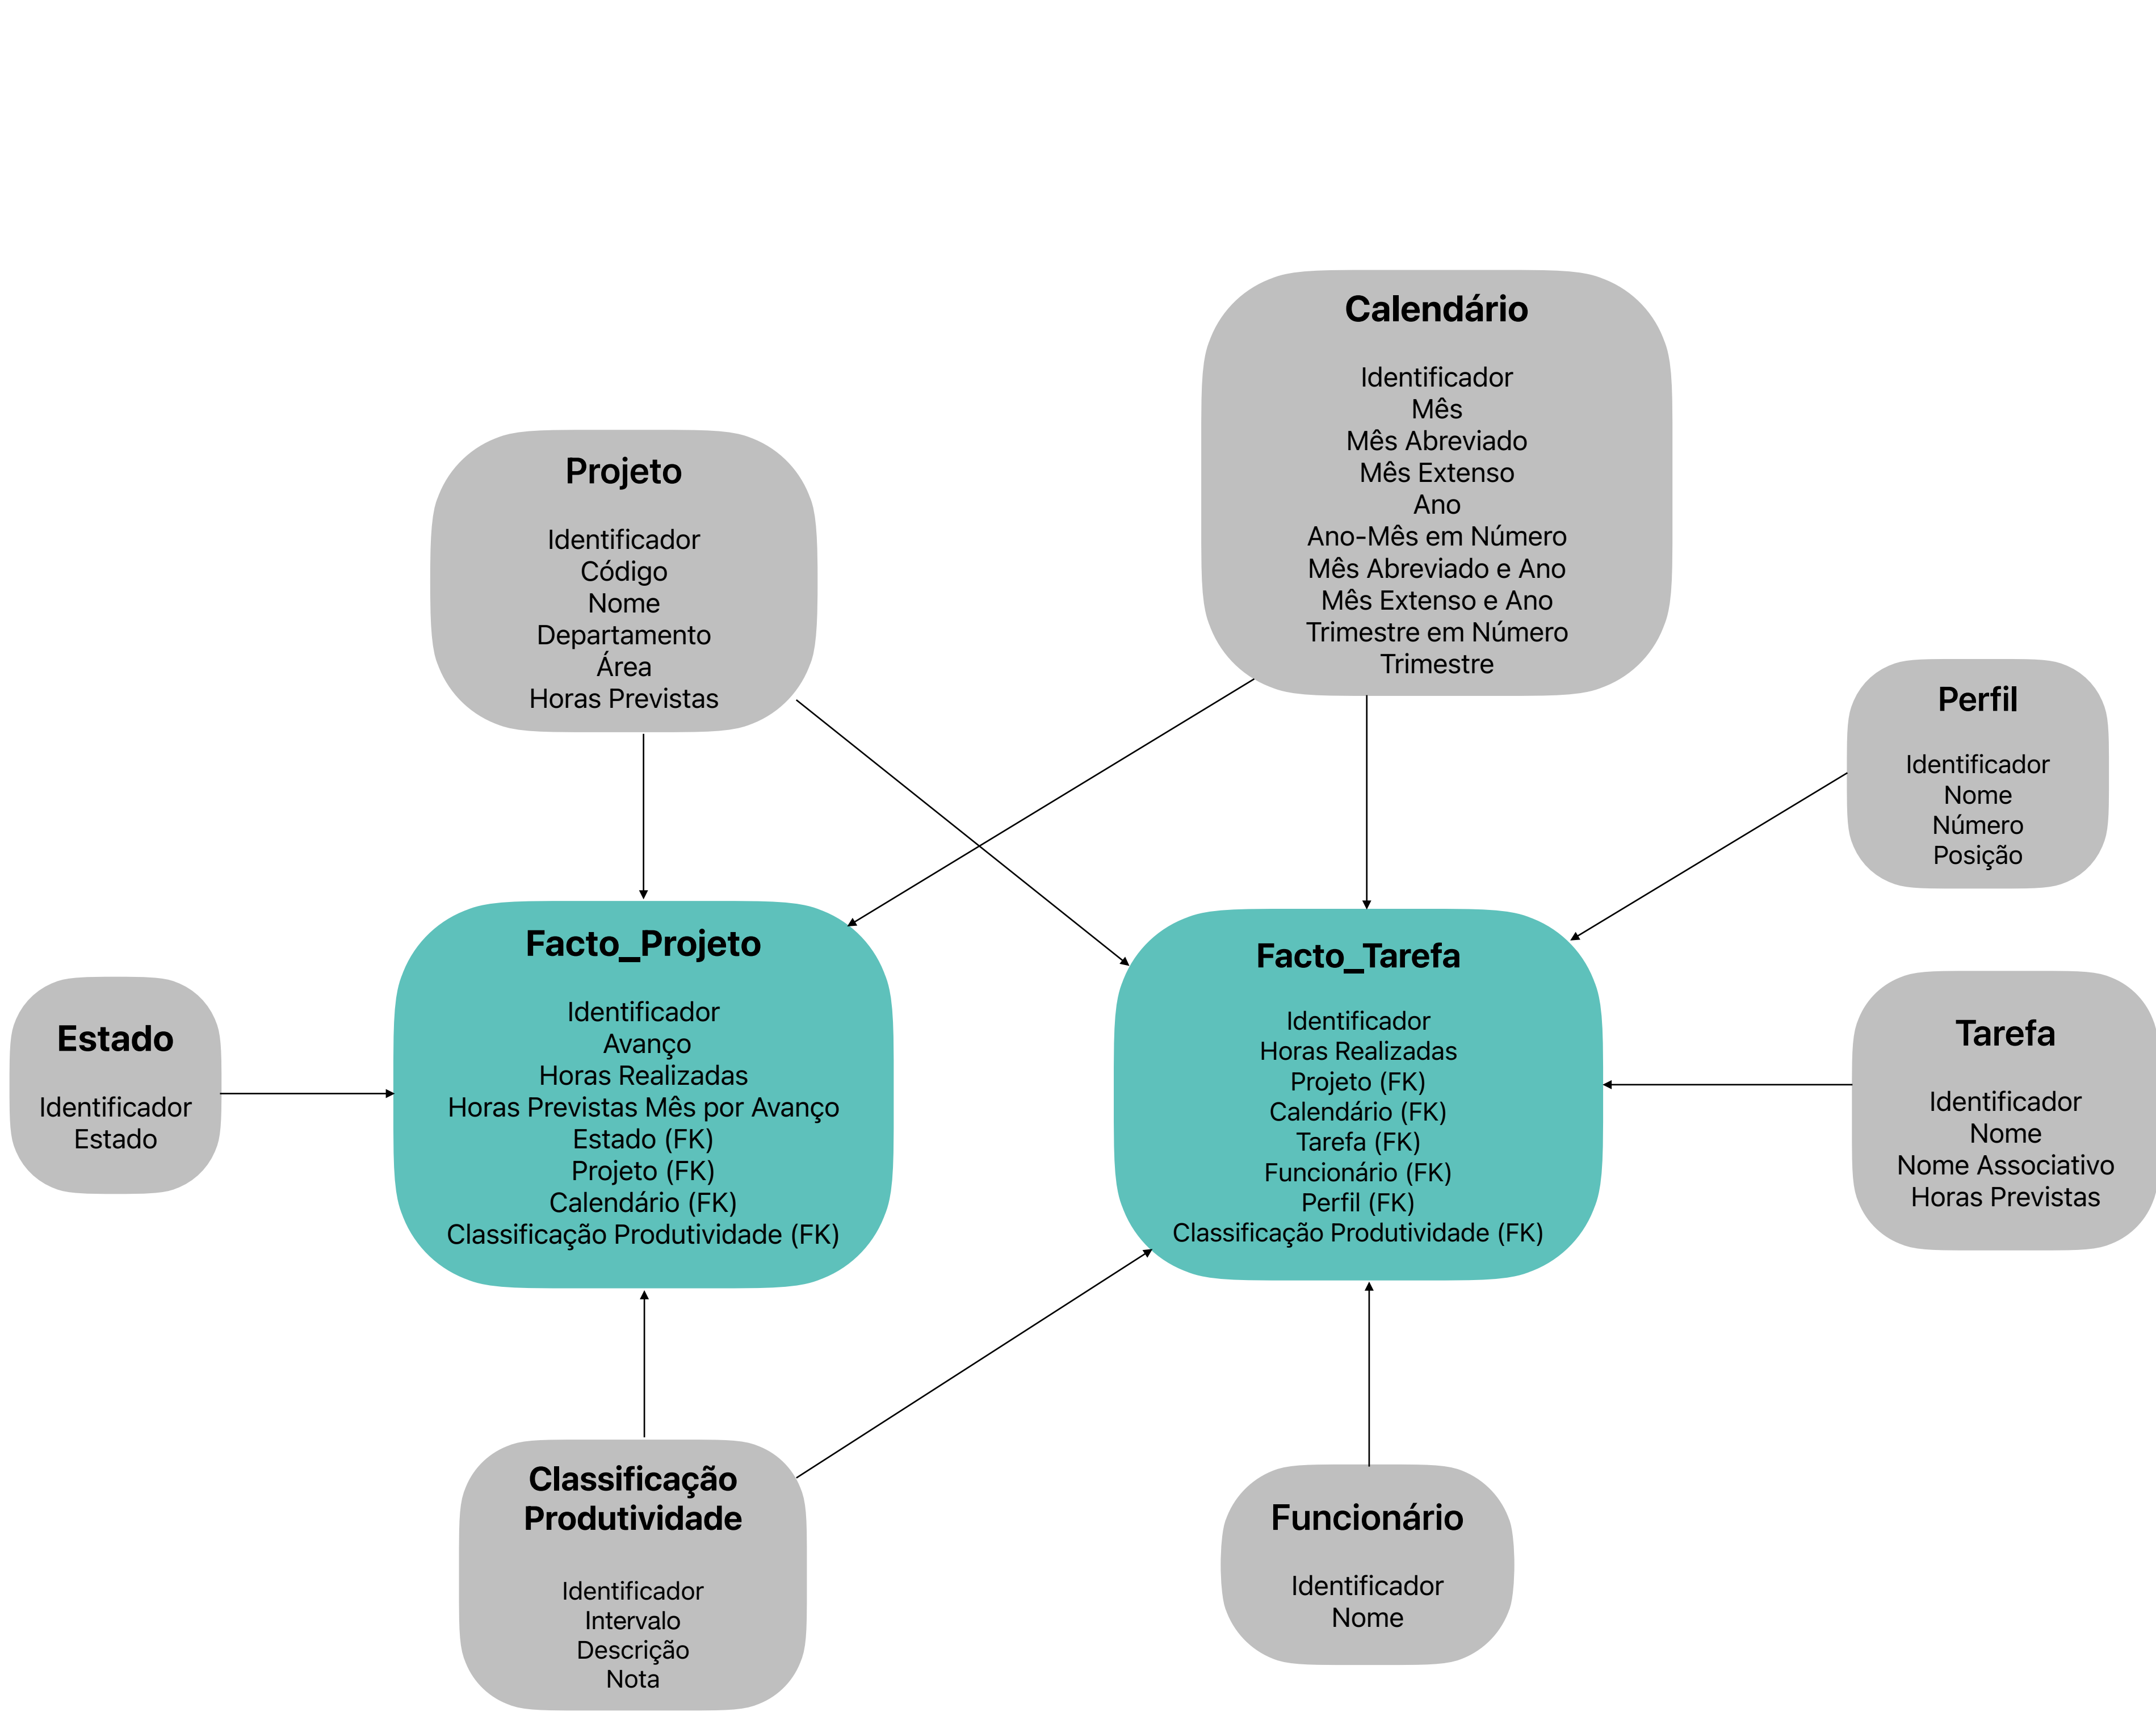 Calendário
Identificador
Mês
Mês Abreviado
Mês Extenso
Ano
Ano-Mês em Número
Mês Abreviado e Ano
Mês Extenso e Ano
Trimestre em Número
Trimestre
Projeto
Identificador
Código
Nome
Departamento
Área
Horas Previstas
Perfil
Identificador
Nome
Número
Posição
Facto_Projeto
Identificador
Avanço
Horas Realizadas
Horas Previstas Mês por Avanço
Estado (FK)
Projeto (FK)
Calendário (FK)
Classificação Produtividade (FK)
Facto_Tarefa
Identificador
Horas Realizadas
Projeto (FK)
Calendário (FK)
Tarefa (FK)
Funcionário (FK)
Perfil (FK)
Classificação Produtividade (FK)
Estado
Identificador
Estado
Tarefa
Identificador
Nome
Nome Associativo
Horas Previstas
Classificação
Produtividade
Identificador
Intervalo
Descrição
Nota
Funcionário
Identificador
Nome